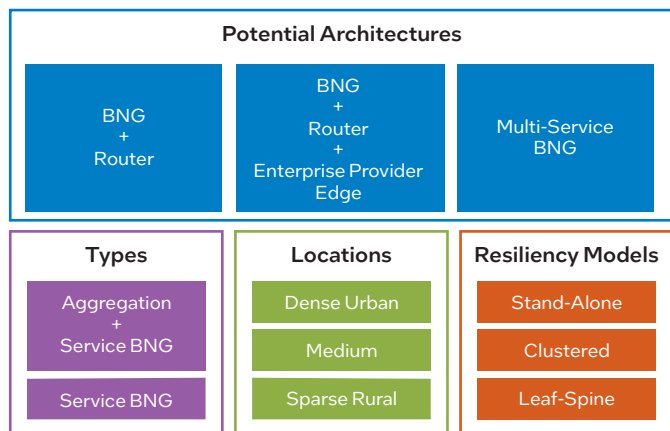 Potential Architectures
BNG
+
Router
BNG
+
Router
+
Enterprise Provider
Edge
Multi-Service
BNG
Types
Aggregation
+
Service BNG
Service BNG
Locations
Dense Urban
Medium
Sparse Rural
Resiliency Models
Stand-Alone
Clustered
Leaf-Spine